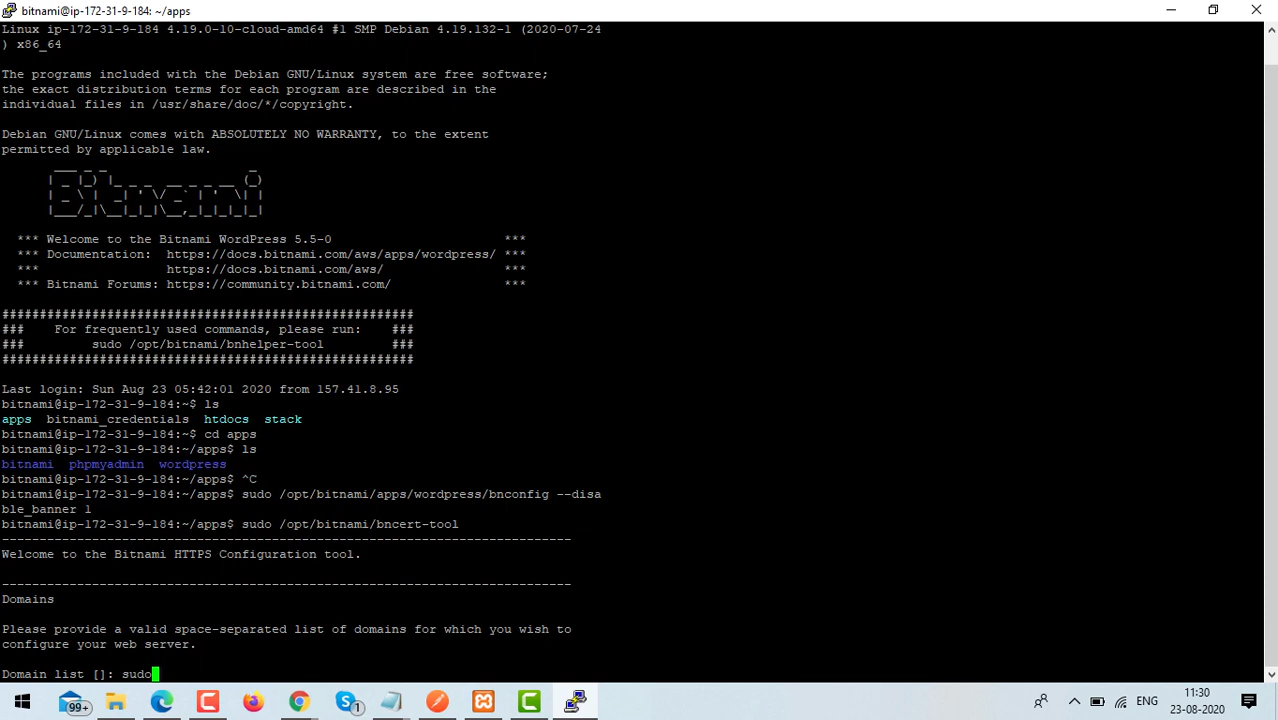 bitnami@ip-172-31-9-184: ~/apps
Linux ip-172-31-9-184 4.19.0-10-cloud-amd64 #1 SMP Debian 4.19.132-1 (2020-07-24
) x86_64
The programs included with the Debian GNU/Linux system are free software;
the exact distribution terms for each program are described in the
individual files in /usr/share/doc/*/copyright.
Debian GNU/Linux comes with ABSOLUTELY NO WARRANTY, to the extent
permitted by applicable law.
Bitnami
*** Welcome to the Bitnami WordPress 5.5-0 ***
*** Documentation: https://docs.bitnami.com/aws/apps/wordpress/ ***
*** https://docs.bitnami.com/aws/ ***
*** Bitnami Forums: https://community.bitnami.com/ ***
#######################################################
### For frequently used commands, please run: ###
### sudo /opt/bitnami/bnhelper-tool ###
#######################################################
Last login: Sun Aug 23 05:42:01 2020 from 157.41.8.95
bitnami@ip-172-31-9-184:~$ ls
apps bitnami_credentials htdocs stack
bitnami@ip-172-31-9-184:~$ cd apps
bitnami@ip-172-31-9-184:~/apps$ ls
bitnami phpmyadmin wordpress
bitnami@ip-172-31-9-184:~/apps$ ^C
bitnami@ip-172-31-9-184:~/apps$ sudo /opt/bitnami/apps/wordpress/bnconfig --disa
ble_banner 1
bitnami@ip-172-31-9-184:~/apps$ sudo /opt/bitnami/bncert-tool
----------------------------------------------------------------------------
Welcome to the Bitnami HTTPS Configuration tool.
----------------------------------------------------------------------------
Domains
Please provide a valid space-separated list of domains for which you wish to
configure your web server.
Domain list []: sudo
99+
1
ENG
11:30
23-08-2020